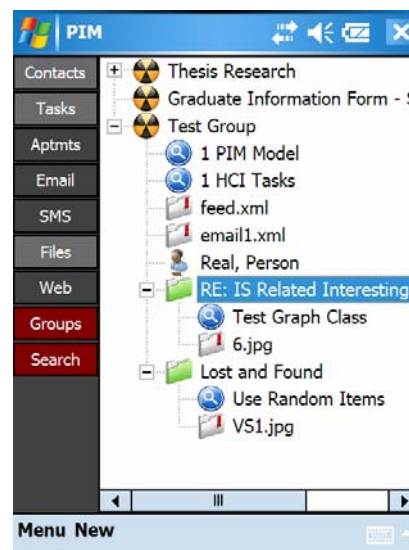 PIM
Contacts
Tasks
Aptmts
Email
SMS
Files
Web
Groups
Search
Thesis Research
Graduate Information Form -
Test Group
1 PIM Model
1 HCI Tasks
feed.xml
email1.xml
Real, Person
RE: IS Related Interesting
Test Graph Class
6.jpg
Lost and Found
Use Random Items
VS1.jpg
Menu New